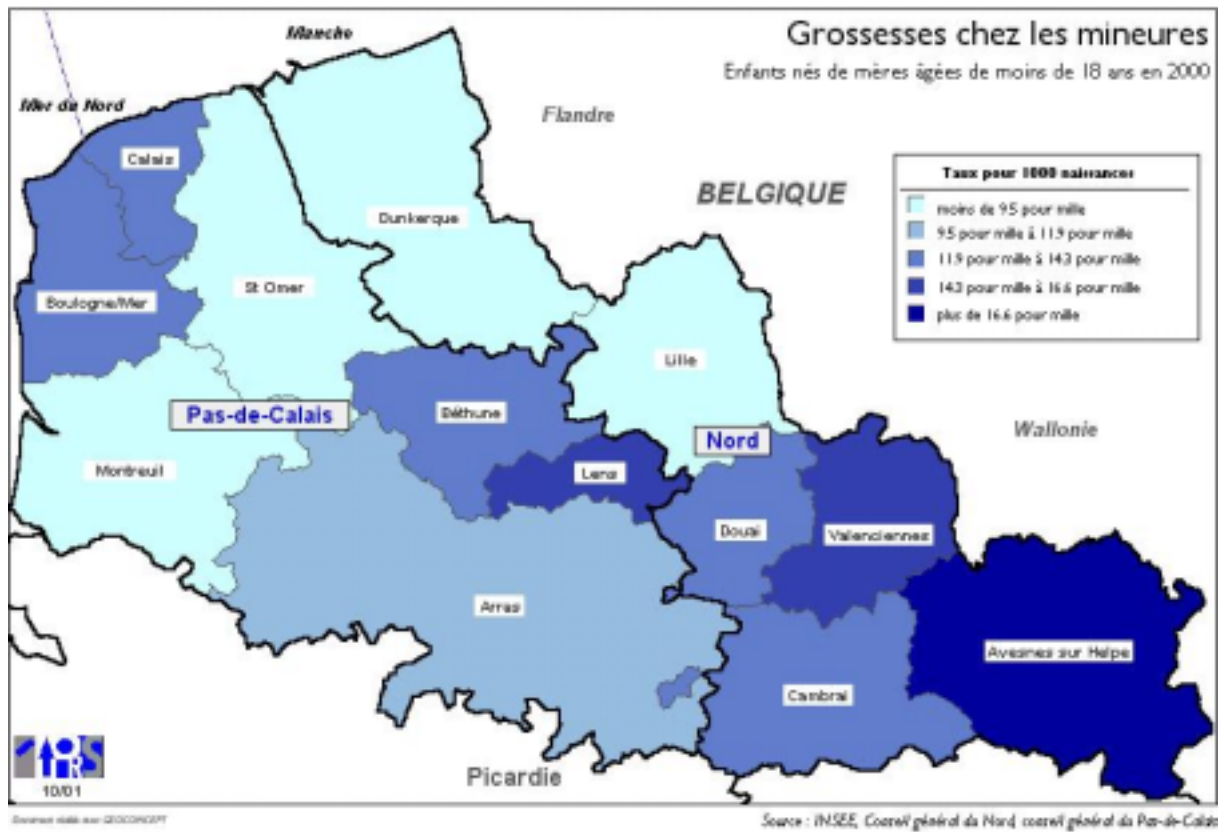 Grossesses chez les mineures
Enfants nés de mères âgées de moins de 18 ans en 2000
Manche
Mer du Nord
Flandre
Calais
Taux pour 1000 naissances
BELGIQUE
moins de 9.5 pour mille
Dunkerque
9.5 pour mille à 11.9 pour mille
11.9 pour mille à 14.3 pour mille
St Omer
14.3 pour mille à 16.6 pour mille
Boulogne/Mer
plus de 16.6 pour mille
Lille
Pas-de-Calais
Béthune
Wallonie
Nord
Montreuil
Lens
Douai
Valenciennes
Arras
Avesnes sur Helpe
Cambrai
Picardie
10/01
Document réalisé avec GEOCONCEPT
Source : INSEE, Conseil général du Nord, conseil général du Pas-de-Calais